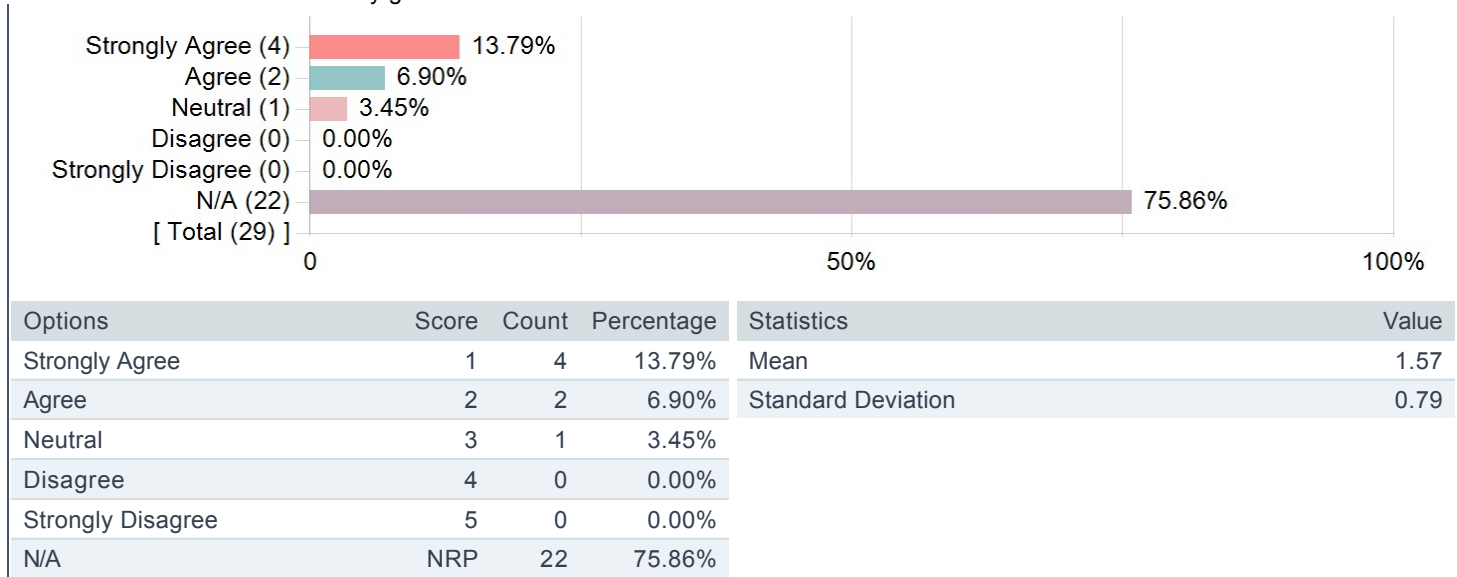 Strongly Agree (4) 13.79%
Agree (2) 6.90%
Neutral (1) 3.45%
Disagree (0) 0.00%
Strongly Disagree (0) 0.00%
N/A (22) 75.86%
[ Total (29) ]
0 50% 100%
Options Score Count Percentage
Strongly Agree 1 4 13.79%
Agree 2 2 6.90%
Neutral 3 1 3.45%
Disagree 4 0 0.00%
Strongly Disagree 5 0 0.00%
N/A NRP 22 75.86%
Statistics Value
Mean 1.57
Standard Deviation 0.79